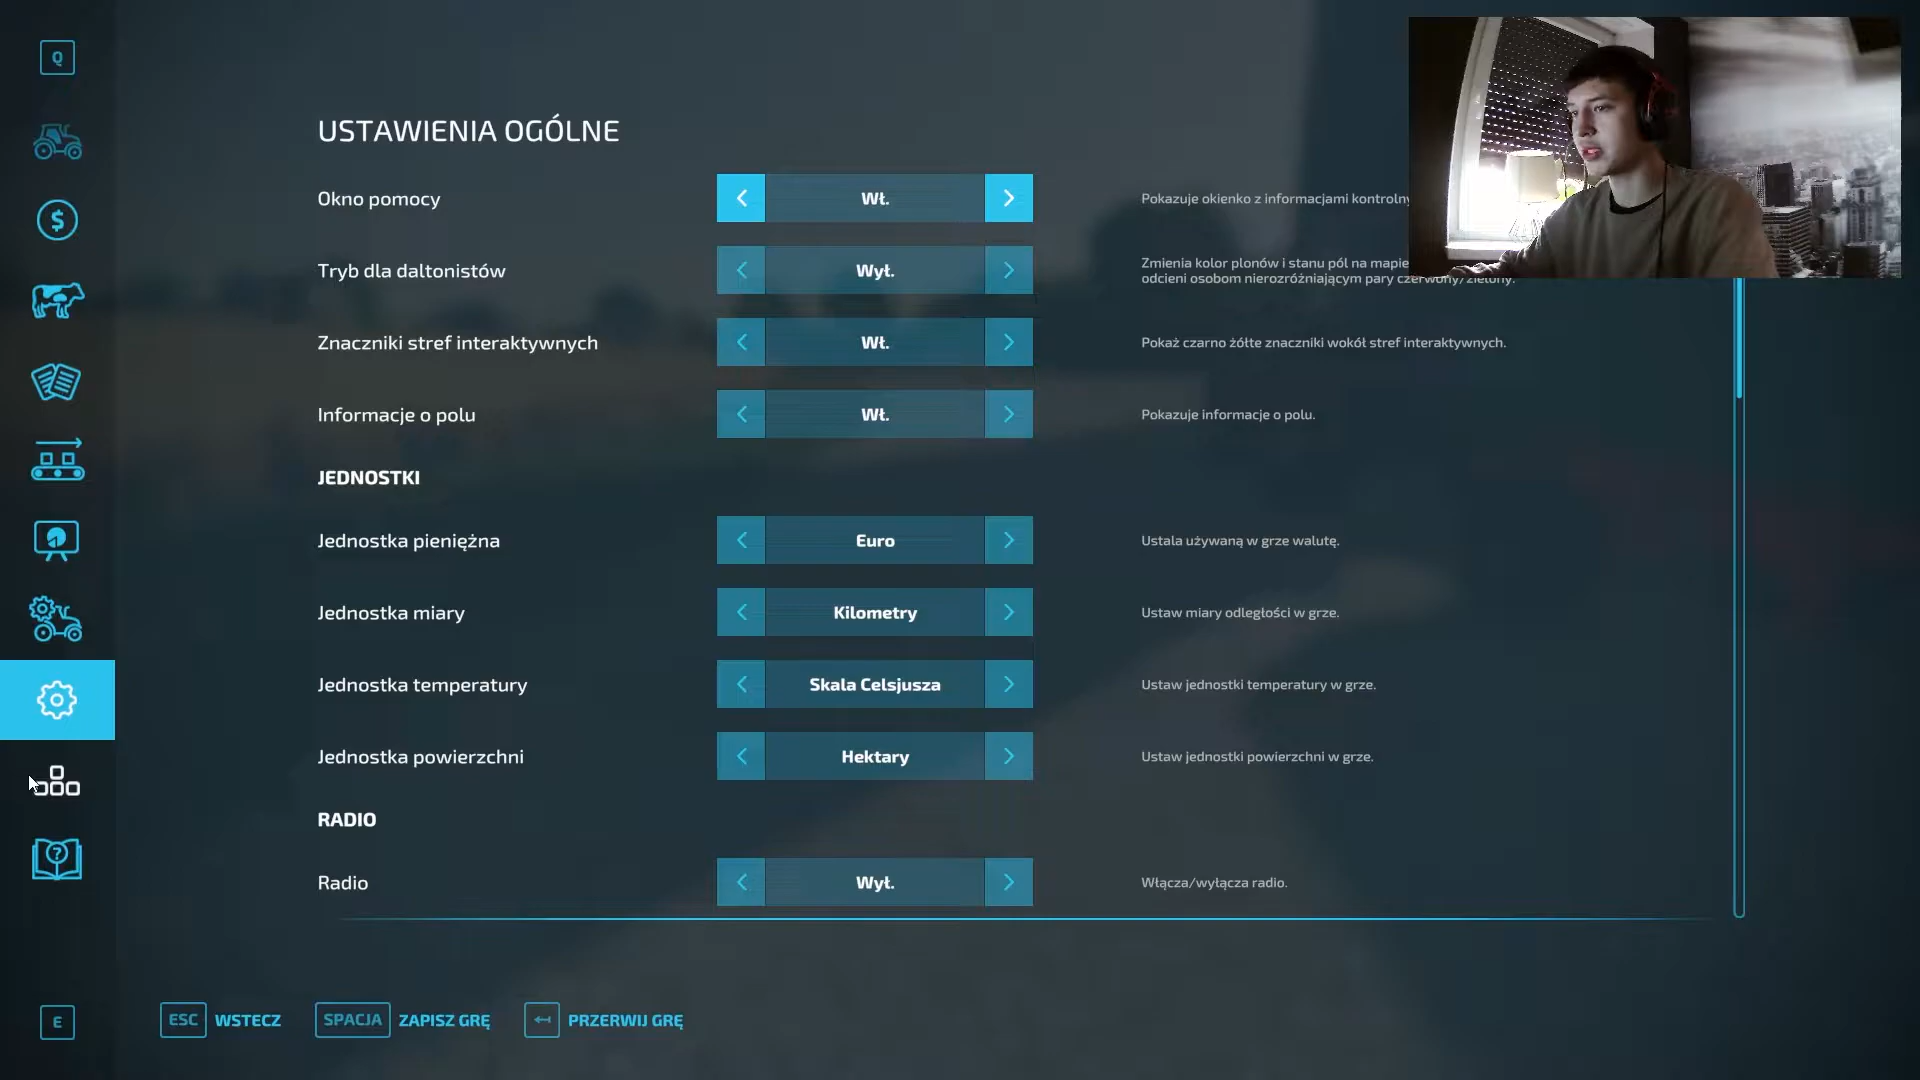 Q
USTAWIENIA OGÓLNE
Okno pomocy
Wł.
Pokazuje okienko z informacjami
Tryb dla daltonistów
Wył.
Zmienia kolor plonów i stanu pól na mapie
odcieni osobom nierozróżniającym pary czerwony/zielony.
Znaczniki stref interaktywnych
Wł.
Pokaż czarno żółte znaczniki wokół stref interaktywnych.
Informacje o polu
Wł.
Pokazuje informacje o polu.
JEDNOSTKI
Jednostka pieniężna
Euro
Ustala używaną w grze walutę.
Jednostka miary
Kilometry
Ustaw miary odległości w grze.
Jednostka temperatury
Skala Celsjusza
Ustaw jednostki temperatury w grze.
Jednostka powierzchni
Hektary
Ustaw jednostki powierzchni w grze.
RADIO
Radio
Wył.
Włącza/wyłącza radio.
E
ESC WSTECZ
SPACJA ZAPISZ GRĘ
PRZERWIJ GRĘ